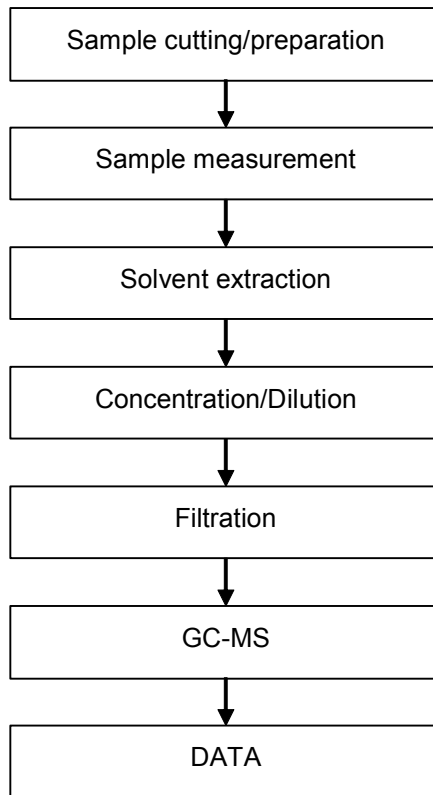 Sample cutting/preparation
Sample measurement
Solvent extraction
Concentration/Dilution
Filtration
GC-MS
DATA